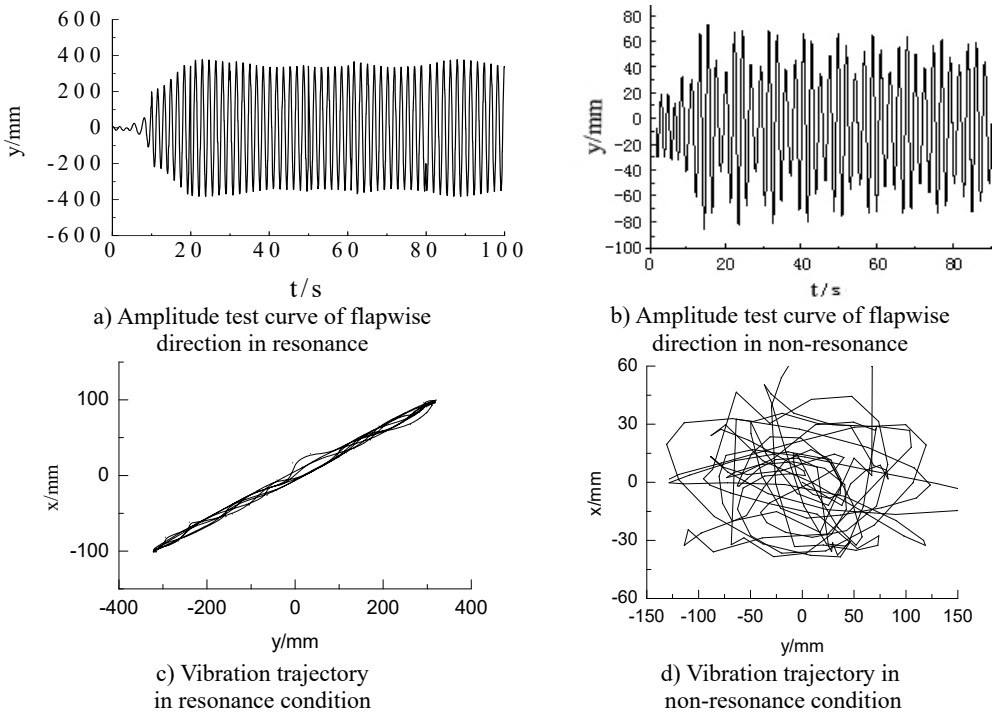 600
400
200
0
-200
-400
-600
y/mm
0 20 40 60 80 100
t/s
a) Amplitude test curve of flapwise
direction in resonance
80
60
40
20
0
-20
-40
-60
-80
-100
y/mm
0 20 40 60 80
t/s
b) Amplitude test curve of flapwise
direction in non-resonance
100
0
-100
x/mm
-400 -200 0 200 400
y/mm
c) Vibration trajectory
in resonance condition
60
30
0
-30
-60
x/mm
-150 -100 -50 0 50 100 150
y/mm
d) Vibration trajectory in
non-resonance condition